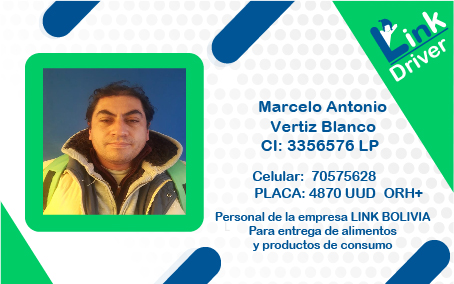 Link
Driver
Marcelo Antonio
Vertiz Blanco
CI: 3356576 LP
Celular: 70575628
PLACA: 4870 UUD ORH+
Personal de la empresa LINK BOLIVIA
Para entrega de alimentos
y productos de consumo